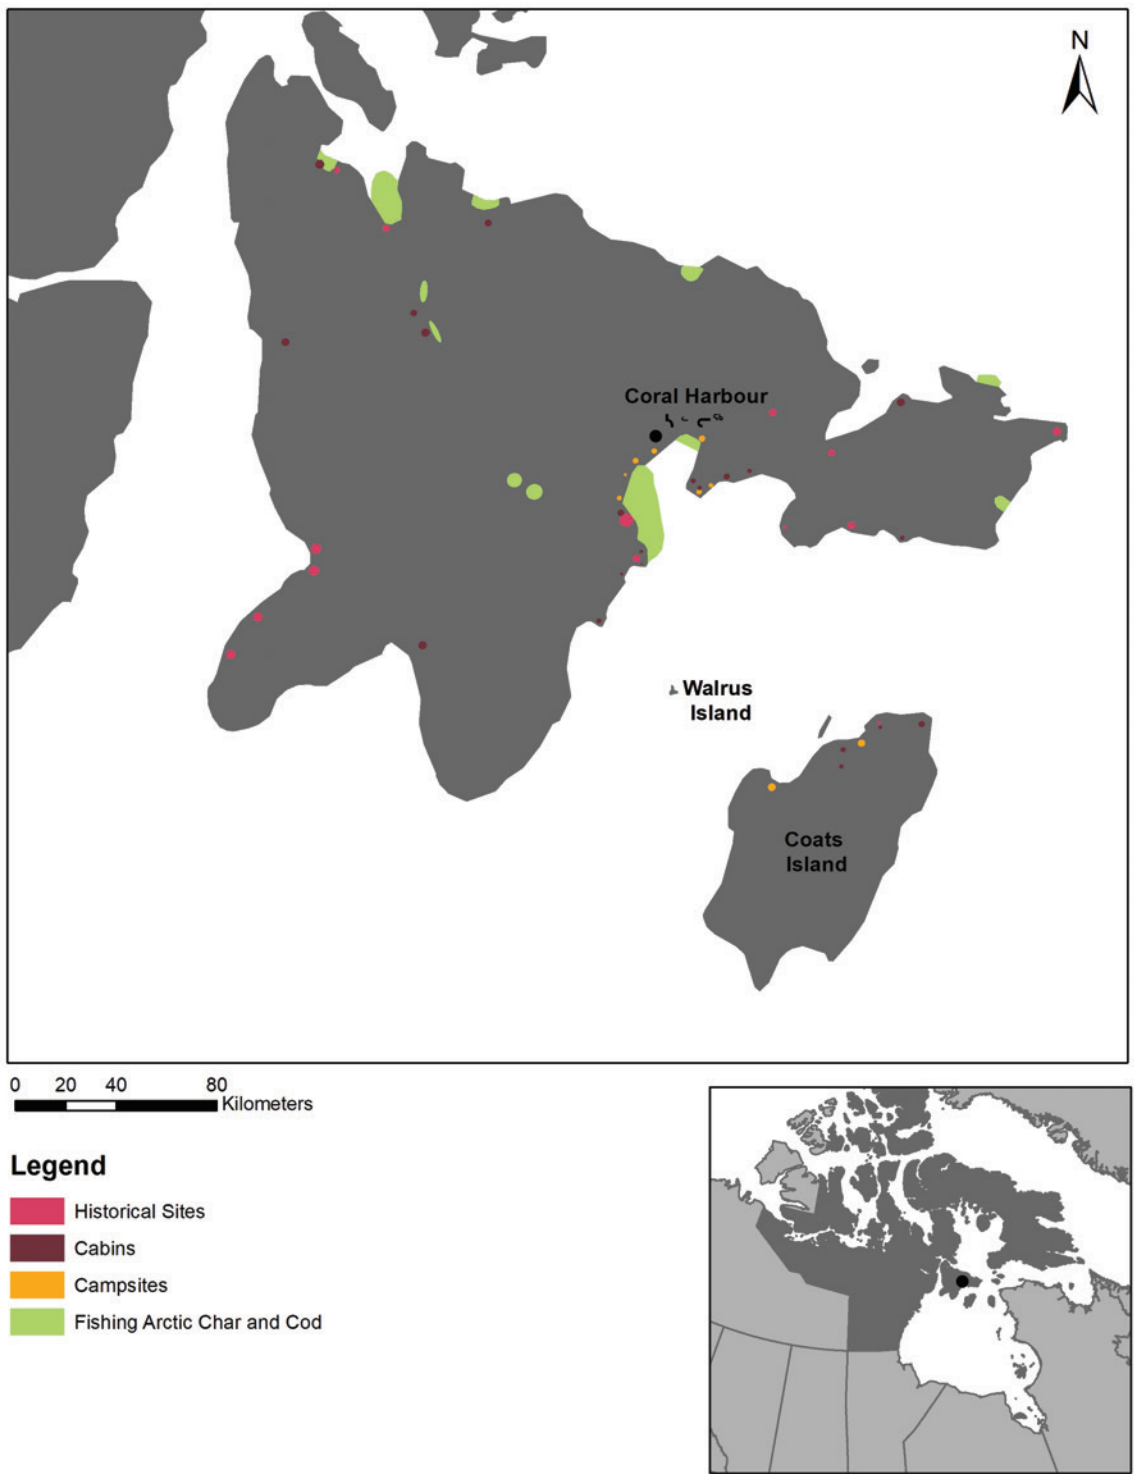 N
Coral Harbour
ᓴᓪᓕᖅ
Walrus
Island
Coats
Island
0 20 40 80
Kilometers
Legend
Historical Sites
Cabins
Campsites
Fishing Arctic Char and Cod